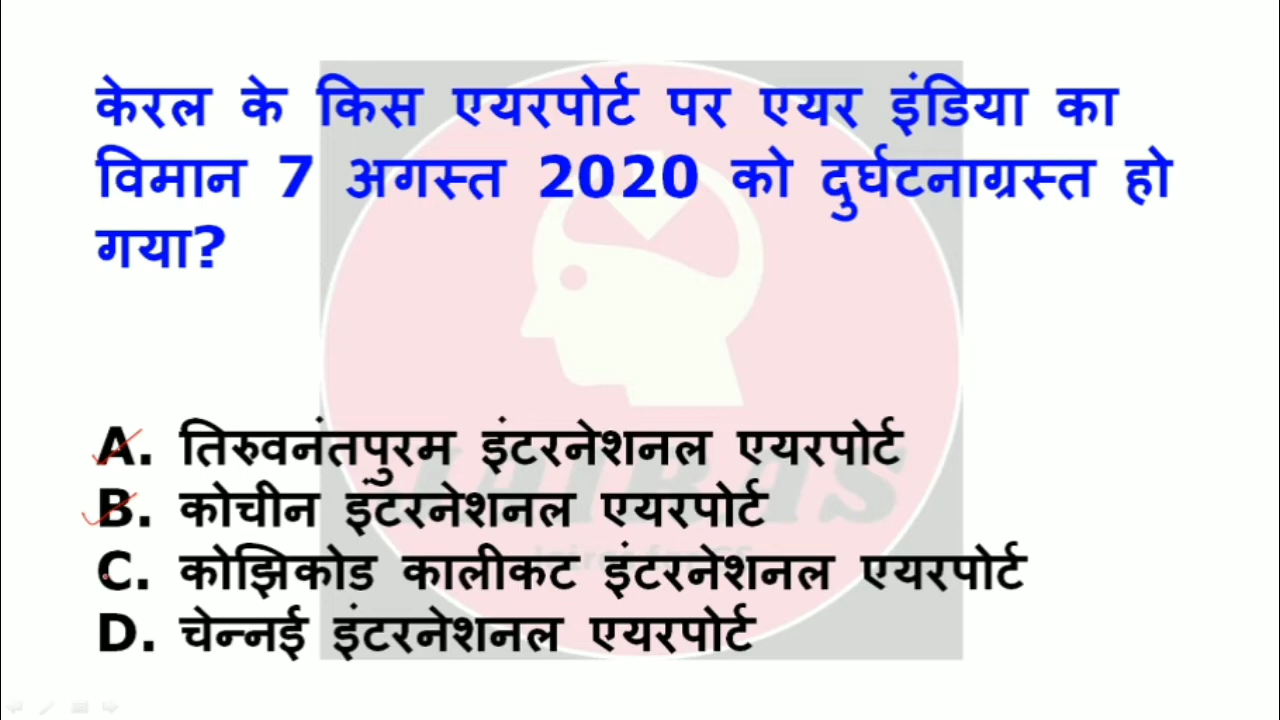 केरल के किस एयरपोर्ट पर एयर इंडिया का
विमान 7 अगस्त 2020 को दुर्घटनाग्रस्त हो
गया?
A. तिरुवनंतपुरम इंटरनेशनल एयरपोर्ट
B. कोचीन इंटरनेशनल एयरपोर्ट
C. कोझिकोड कालीकट इंटरनेशनल एयरपोर्ट
D. चेन्नई इंटरनेशनल एयरपोर्ट